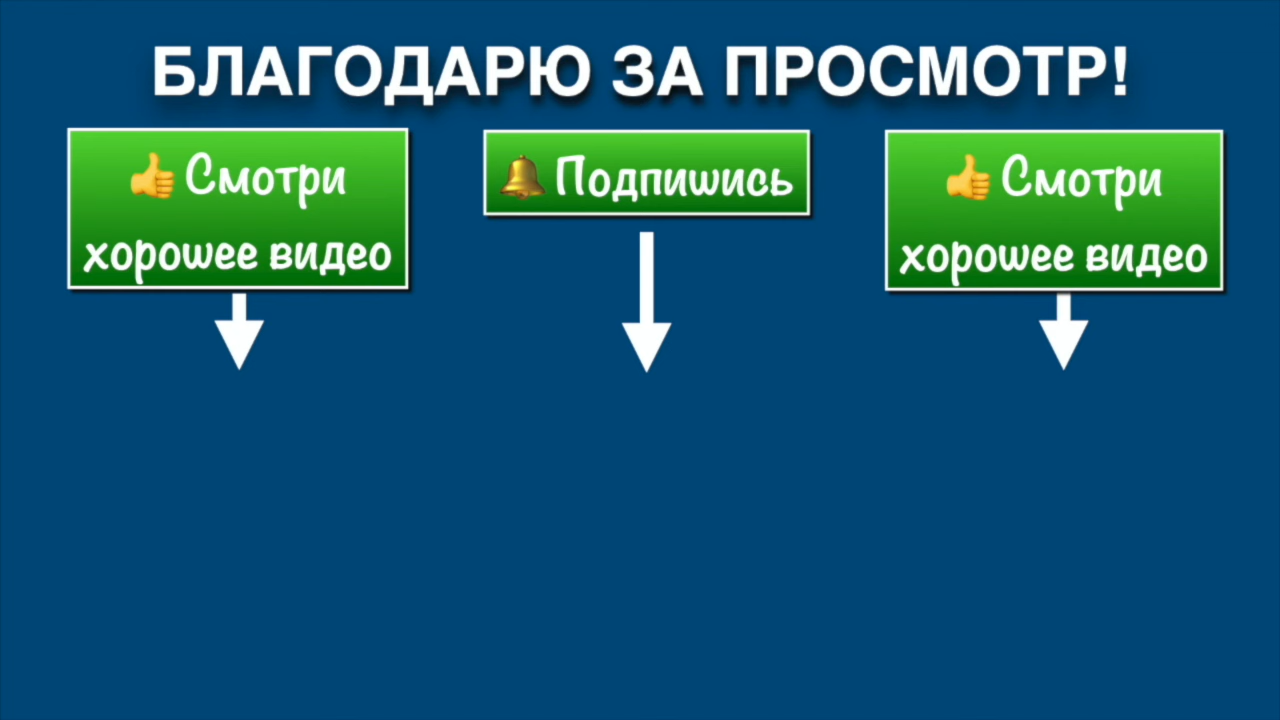 БЛАГОДАРЮ ЗА ПРОСМОТР!
👍 Смотри
хорошее видео
🔔 Подпишись
👍 Смотри
хорошее видео